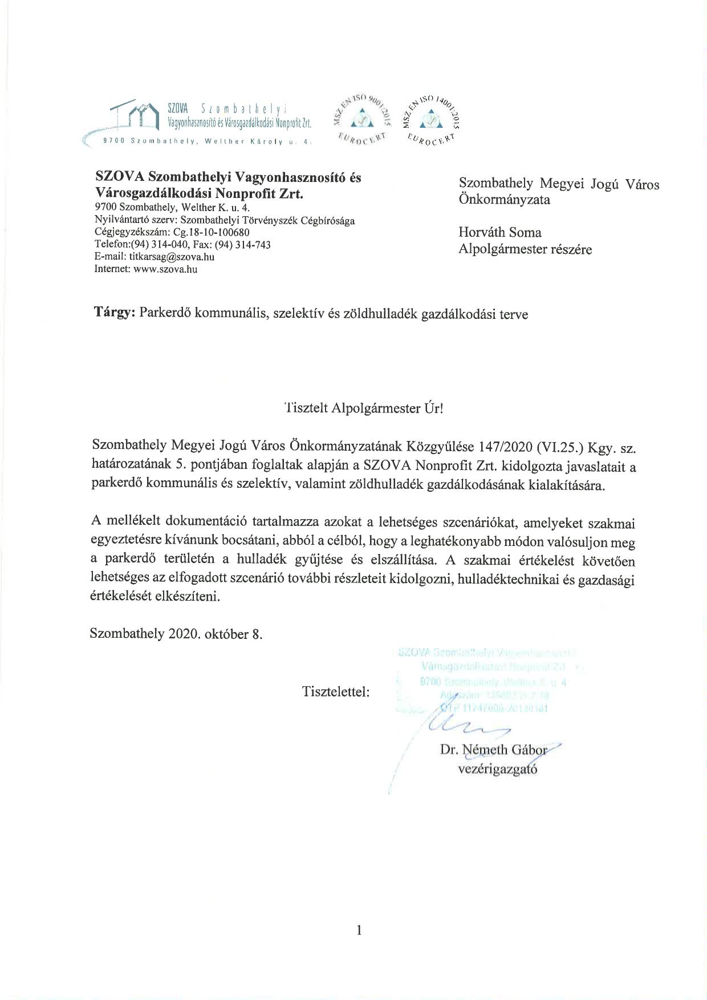 SZOVA Szombathelyi
Vagyonhasznosító és Városgazdálkodási Nonprofit Zrt.
9700 Szombathely, Welther Károly u. 4.
MSZ EN ISO 9001:2015
EUROCERT
MSZ EN ISO 14001:2015
EUROCERT
SZOVA Szombathelyi Vagyonhasznosító és
Városgazdálkodási Nonprofit Zrt.
9700 Szombathely, Welther K. u. 4.
Nyilvántartó szerv: Szombathelyi Törvényszék Cégbírósága
Cégjegyzékszám: Cg.18-10-100680
Telefon:(94) 314-040, Fax: (94) 314-743
E-mail: titkarsag@szova.hu
Internet: www.szova.hu
Szombathely Megyei Jogú Város
Önkormányzata
Horváth Soma
Alpolgármester részére
Tárgy: Parkerdő kommunális, szelektív és zöldhulladék gazdálkodási terve
Tisztelt Alpolgármester Úr!
Szombathely Megyei Jogú Város Önkormányzatának Közgyűlése 147/2020 (VI.25.) Kgy. sz.
határozatának 5. pontjában foglaltak alapján a SZOVA Nonprofit Zrt. kidolgozta javaslatait a
parkerdő kommunális és szelektív, valamint zöldhulladék gazdálkodásának kialakítására.
A mellékelt dokumentáció tartalmazza azokat a lehetséges szcenáriókat, amelyeket szakmai
egyeztetésre kívánunk bocsátani, abból a célból, hogy a leghatékonyabb módon valósuljon meg
a parkerdő területén a hulladék gyűjtése és elszállítása. A szakmai értékelést követően
lehetséges az elfogadott szcenárió további részleteit kidolgozni, hulladéktechnikai és gazdasági
értékelését elkészíteni.
Szombathely 2020. október 8.
SZOVA Szombathelyi
Városgazdálkodási Nonprofit Zrt.
9700 Szombathely, Welther K. u. 4
Adószám:
OTP
Tisztelettel:
Dr. Németh Gábor
vezérigazgató
1